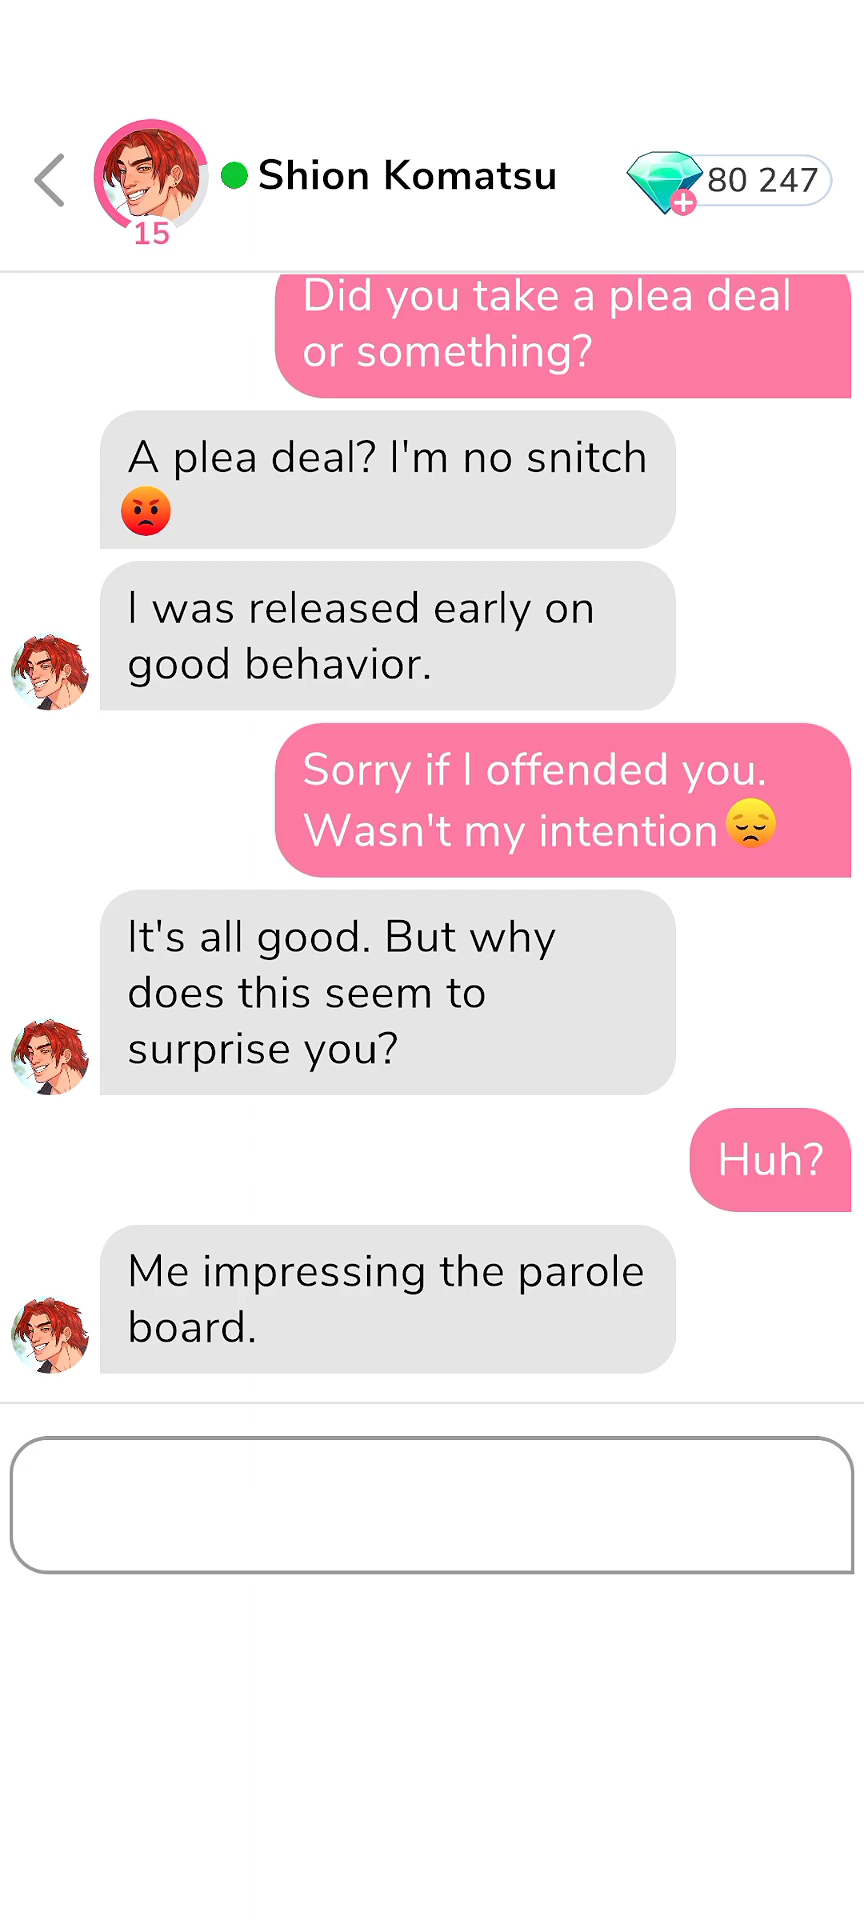 Shion Komatsu
80 247
15
Did you take a plea deal
or something?
A plea deal? I'm no snitch
😡
I was released early on
good behavior.
Sorry if I offended you.
Wasn't my intention😞
It's all good. But why
does this seem to
surprise you?
Huh?
Me impressing the parole
board.